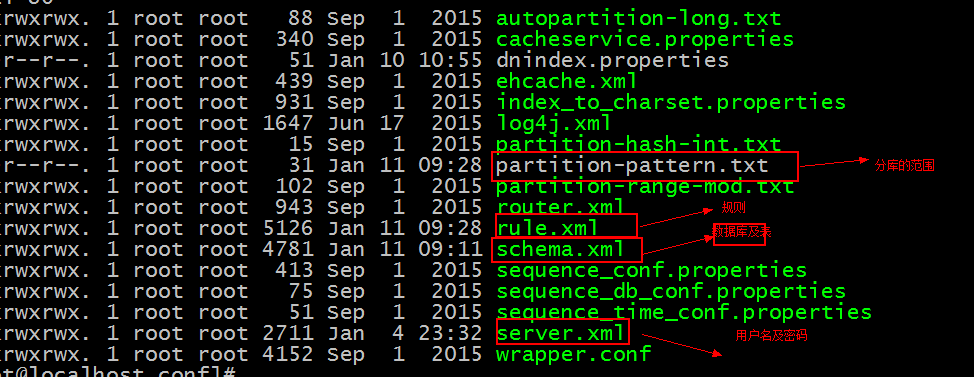 rwxrwx. 1 root root 88 Sep 1 2015 autopartition-long.txt
rwxrwx. 1 root root 340 Sep 1 2015 cacheservice.properties
r--r--. 1 root root 51 Jan 10 10:55 dnindex.properties
rwxrwx. 1 root root 439 Sep 1 2015 ehcache.xml
rwxrwx. 1 root root 931 Sep 1 2015 index_to_charset.properties
rwxrwx. 1 root root 1647 Jun 17 2015 log4j.xml
rwxrwx. 1 root root 15 Sep 1 2015 partition-hash-int.txt
r--r-- 1 root root 31 Jan 11 09:28 partition-pattern.txt 分库的范围
rwxrwx. 1 root root 102 Sep 1 2015 partition-range-mod.txt
rwxrwx. 1 root root 943 Sep 1 2015 router.xml 规则
rwxrwx. 1 root root 5126 Jan 11 09:28 rule.xml
rwxrwx. 1 root root 4781 Jan 11 09:11 schema.xml 数据库及表
rwxrwx. 1 root root 413 Sep 1 2015 sequence_conf.properties
rwxrwx. 1 root root 75 Sep 1 2015 sequence_db_conf.properties
rwxrwx. 1 root root 51 Sep 1 2015 sequence_time_conf.properties
rwxrwx. 1 root root 2711 Jan 4 23:32 server.xml 用户名及密码
rwxrwx. 1 root root 4152 Sep 1 2015 wrapper.conf
t@localhost conf]#